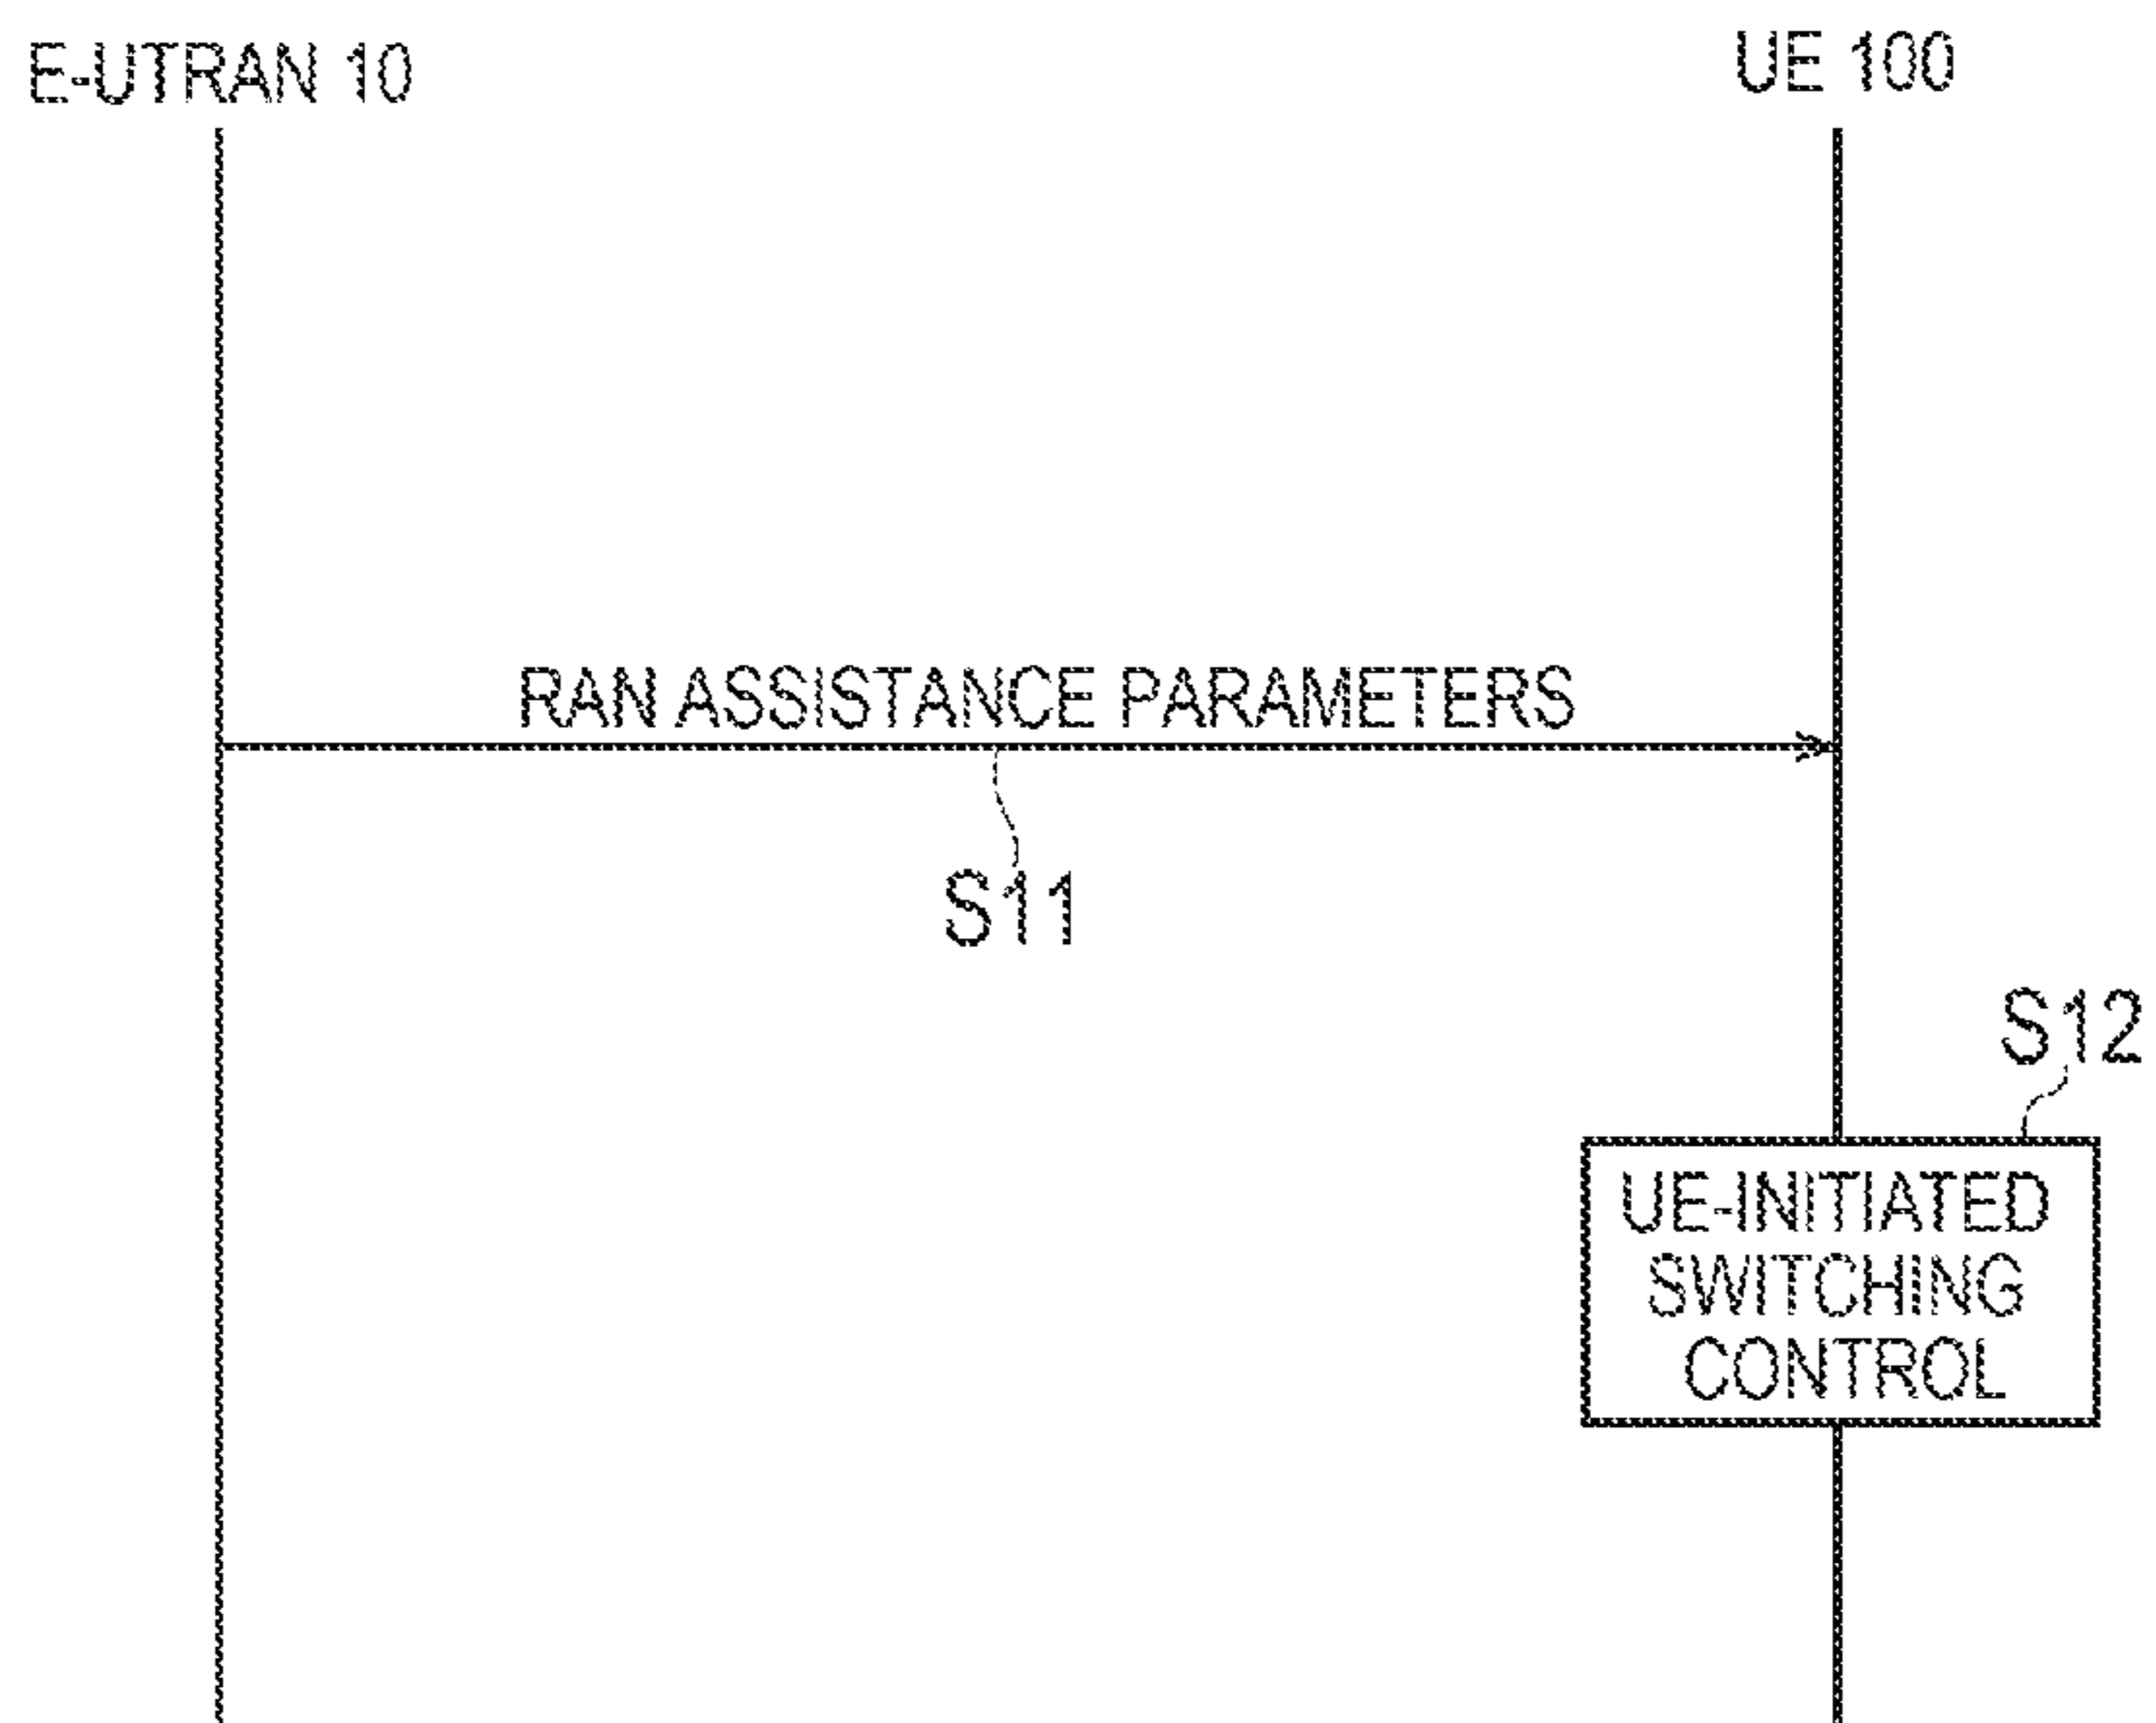 E-UTRAN 10
UE 100
RAN ASSISTANCE PARAMETERS
S11
S12
UE-INITIATED
SWITCHING
CONTROL